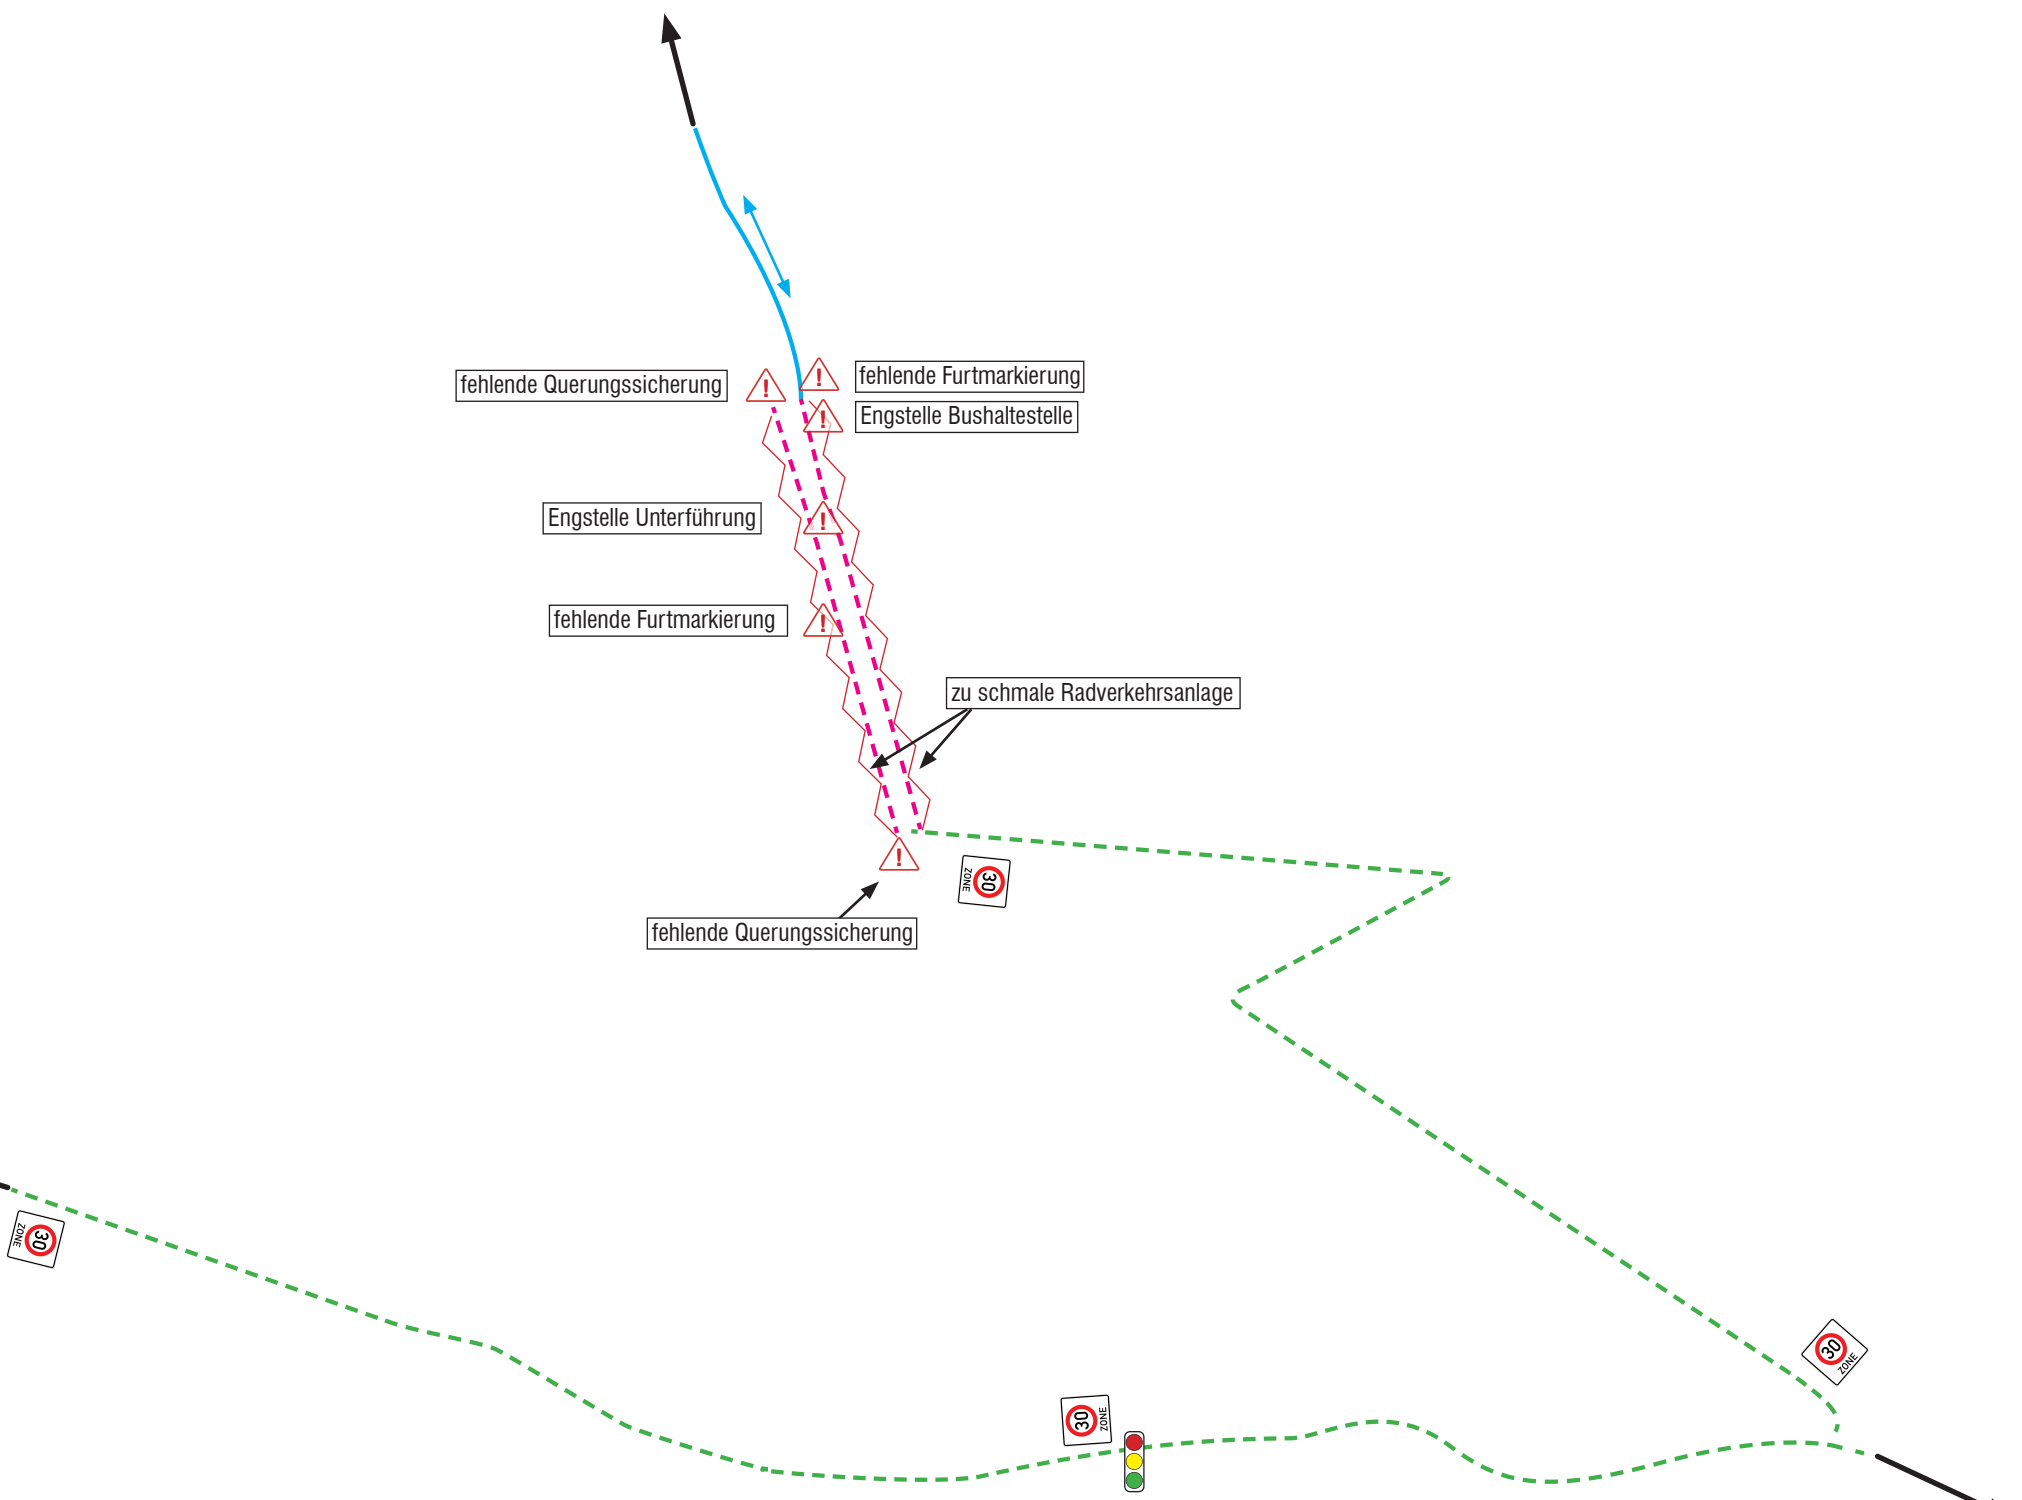 fehlende Querungssicherung
fehlende Furtmarkierung
Engstelle Bushaltestelle
Engstelle Unterführung
fehlende Furtmarkierung
zu schmale Radverkehrsanlage
30
ZONE
fehlende Querungssicherung
30
ZONE
30
ZONE
30
ZONE